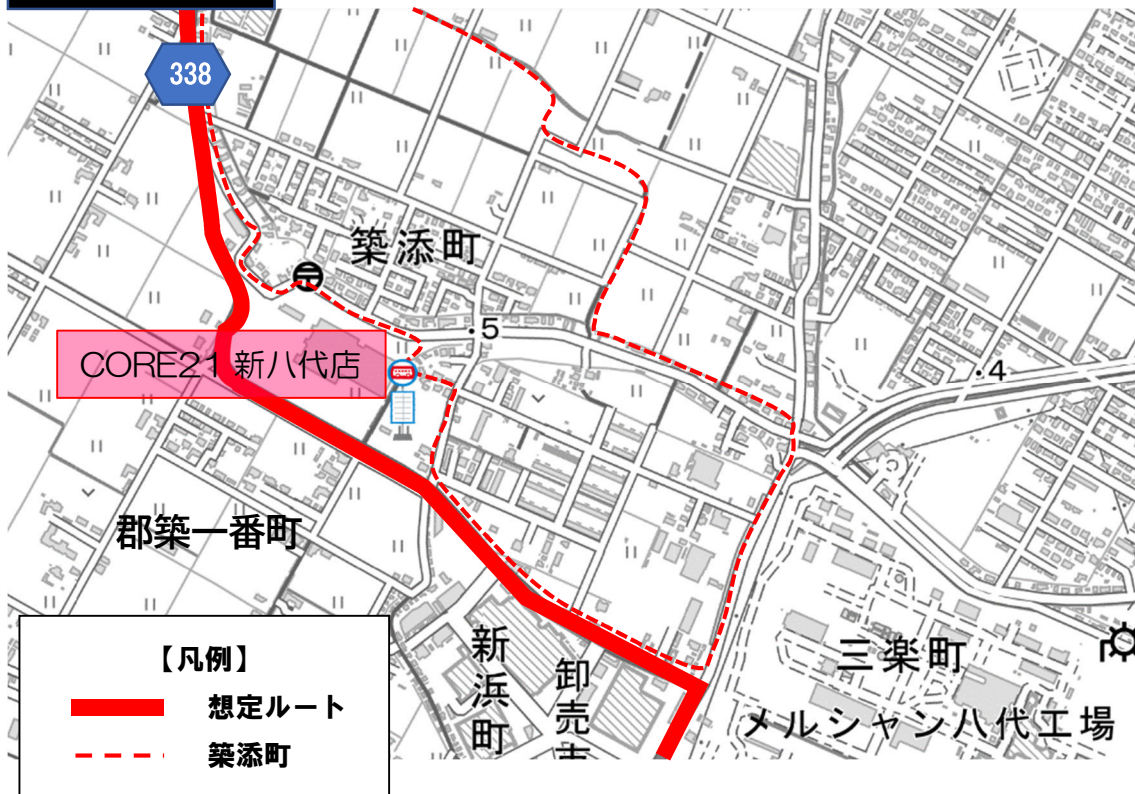 338
築添町
・5
CORE21 新八代店
・4
郡築一番町
新浜町
卸売市
三楽町
メルシャン八代工場
【凡例】
想定ルート
築添町